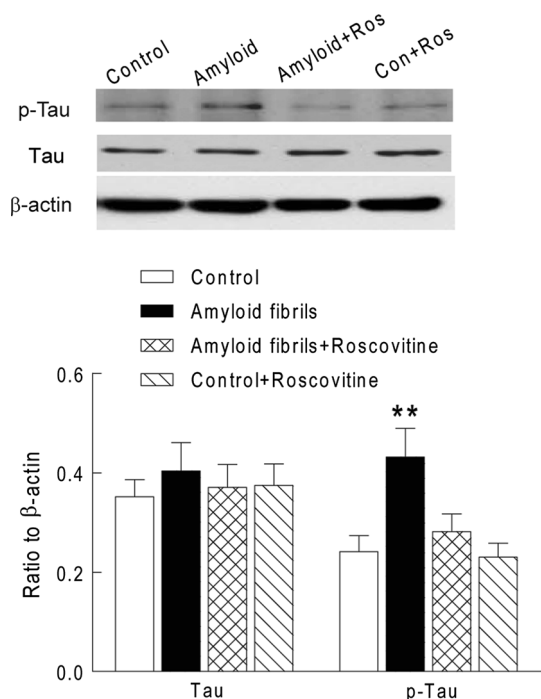 Control Amyloid Amyloid+Ros Con+Ros
p-Tau
Tau
β-actin
Control
Amyloid fibrils
Amyloid fibrils+Roscovitine
Control+Roscovitine
0.6
**
0.4
0.2
0.0
Ratio to β-actin
Tau p-Tau